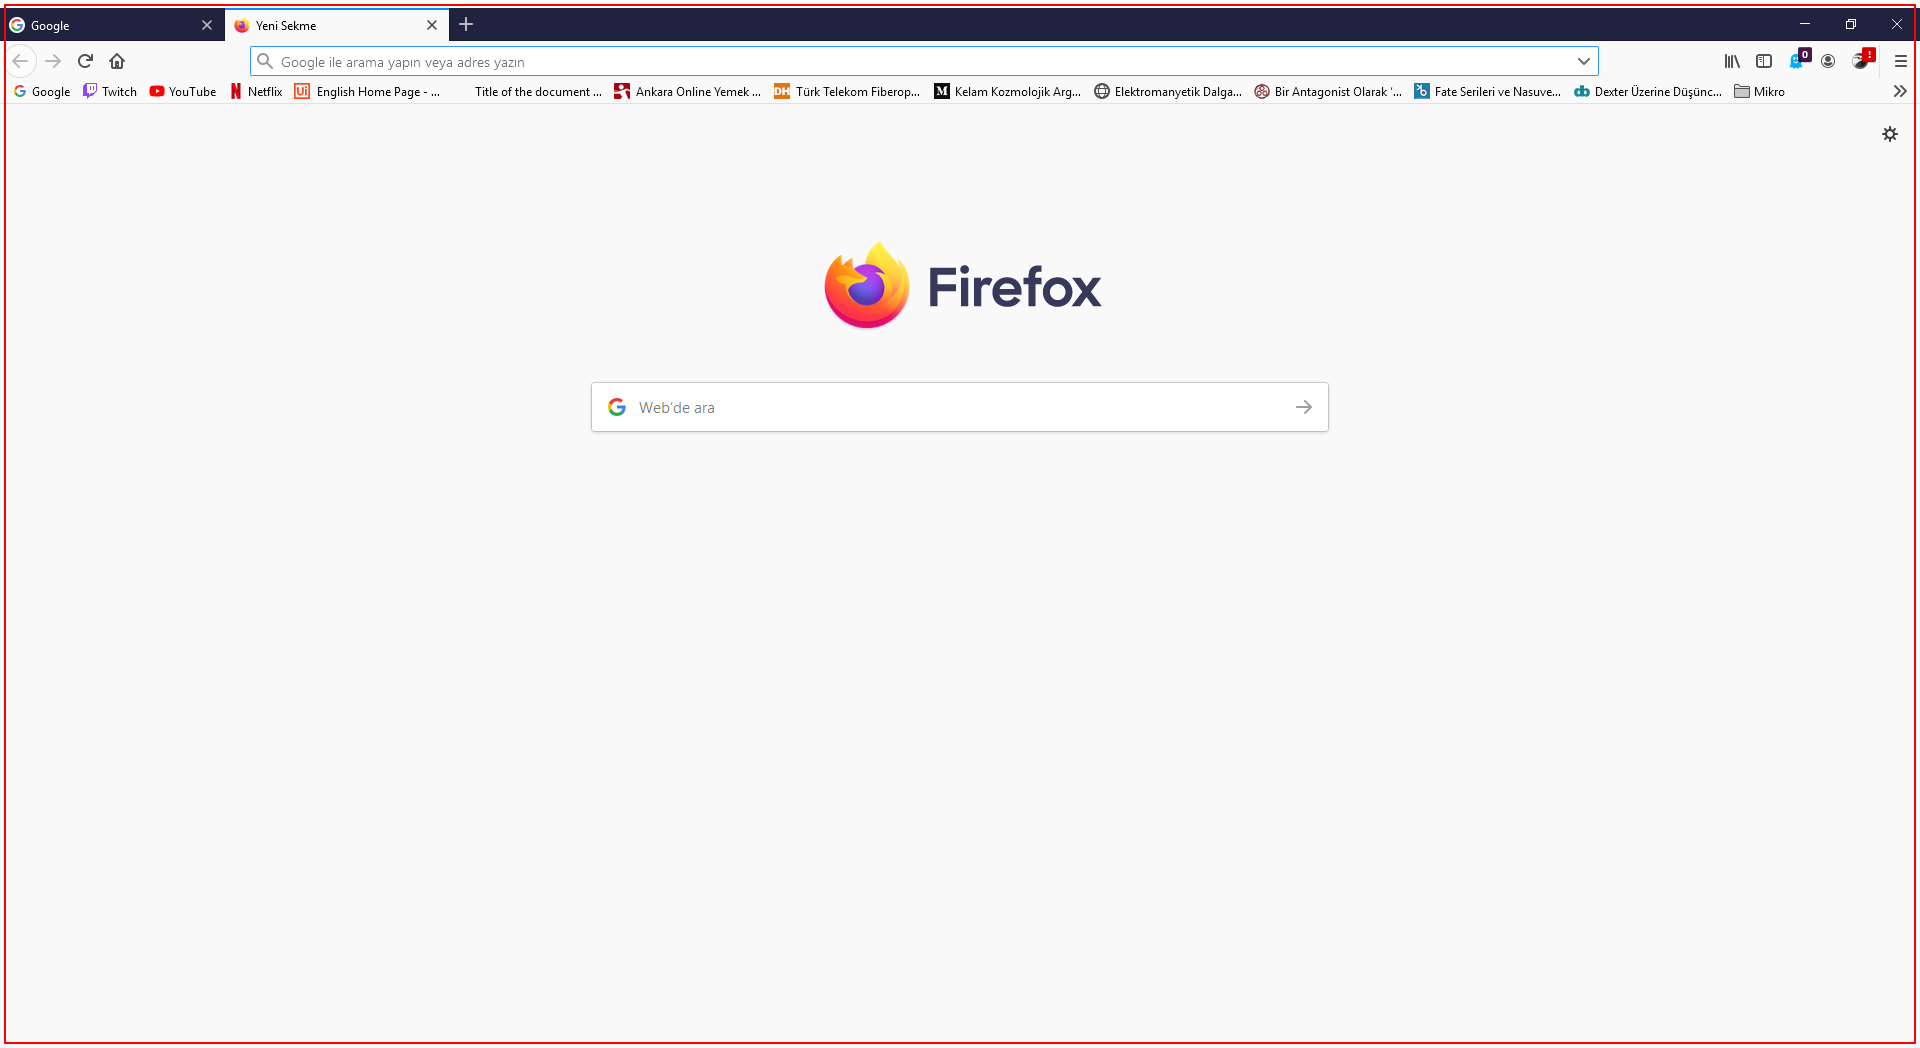 Google
Yeni Sekme
Google ile arama yapın veya adres yazın
0
!
Google
Twitch
YouTube
Netflix
English Home Page - ...
Title of the document ...
Ankara Online Yemek ...
Türk Telekom Fiberop...
Kelam Kozmolojik Arg...
Elektromanyetik Dalga...
Bir Antagonist Olarak ‘...
Fate Serileri ve Nasuve...
Dexter Üzerine Düşünc...
Mikro
Firefox
Web'de ara